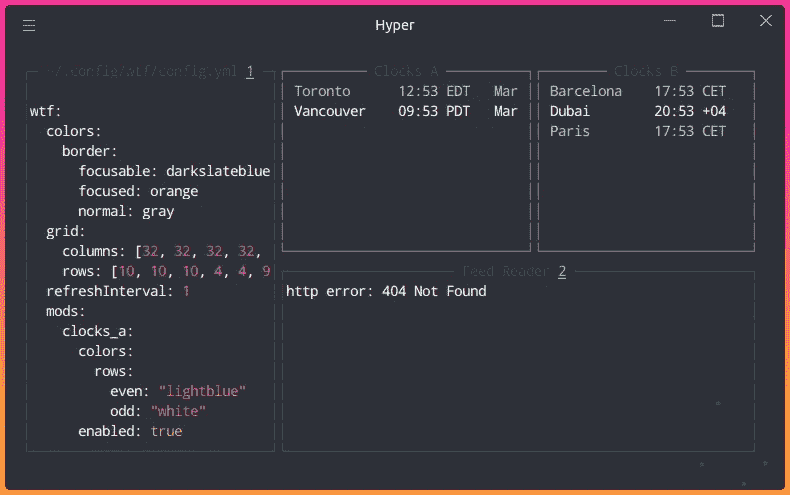 Hyper
~/.config/wtf/config.yml 1
wtf:
colors:
border:
focusable: darkslateblue
focused: orange
normal: gray
grid:
columns: [32, 32, 32, 32,
rows: [10, 10, 10, 4, 4, 9
refreshInterval: 1
mods:
clocks_a:
colors:
rows:
even: "lightblue"
odd: "white"
enabled: true
Clocks A
Toronto 12:53 EDT Mar
Vancouver 09:53 PDT Mar
Clocks B
Barcelona 17:53 CET
Dubai 20:53 +04
Paris 17:53 CET
Feed Reader 2
http error: 404 Not Found